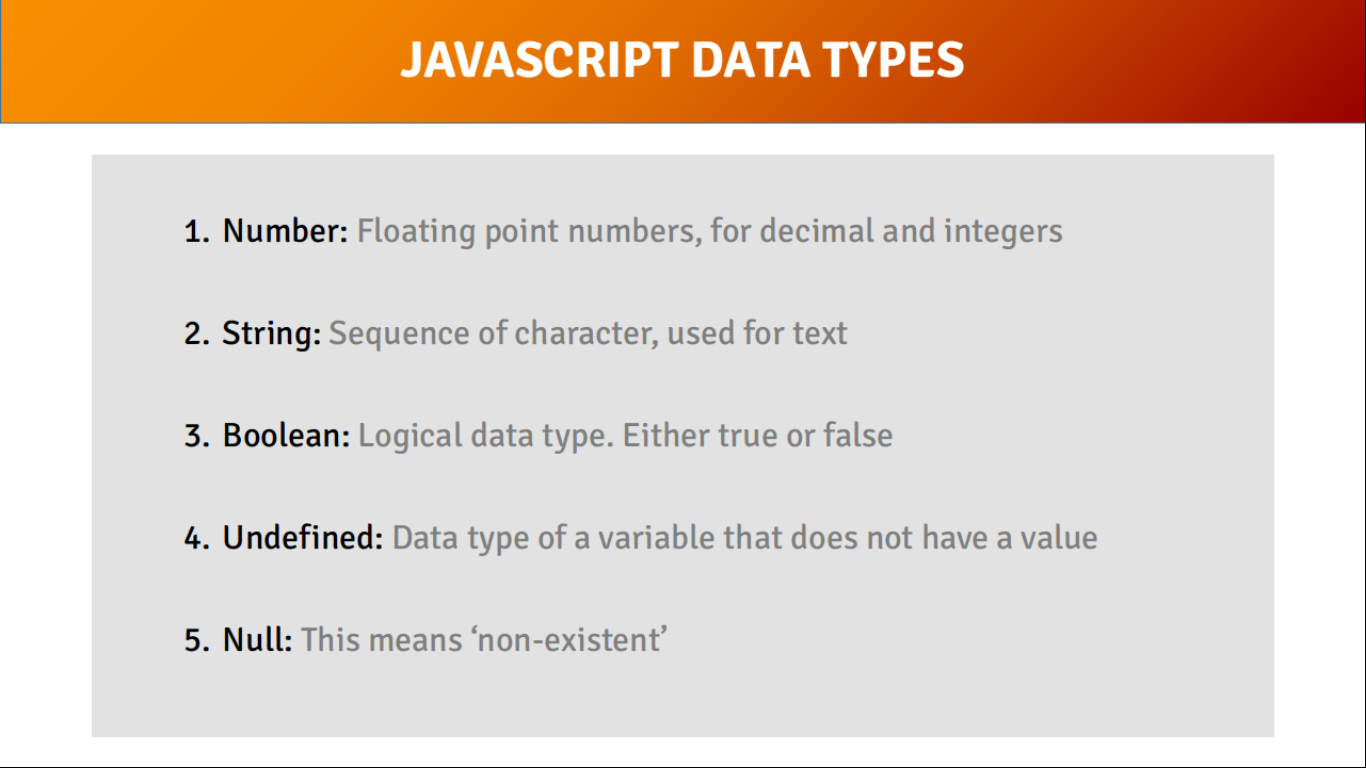 JAVASCRIPT DATA TYPES
1. Number: Floating point numbers, for decimal and integers
2. String: Sequence of character, used for text
3. Boolean: Logical data type. Either true or false
4. Undefined: Data type of a variable that does not have a value
5. Null: This means ‘non-existent’